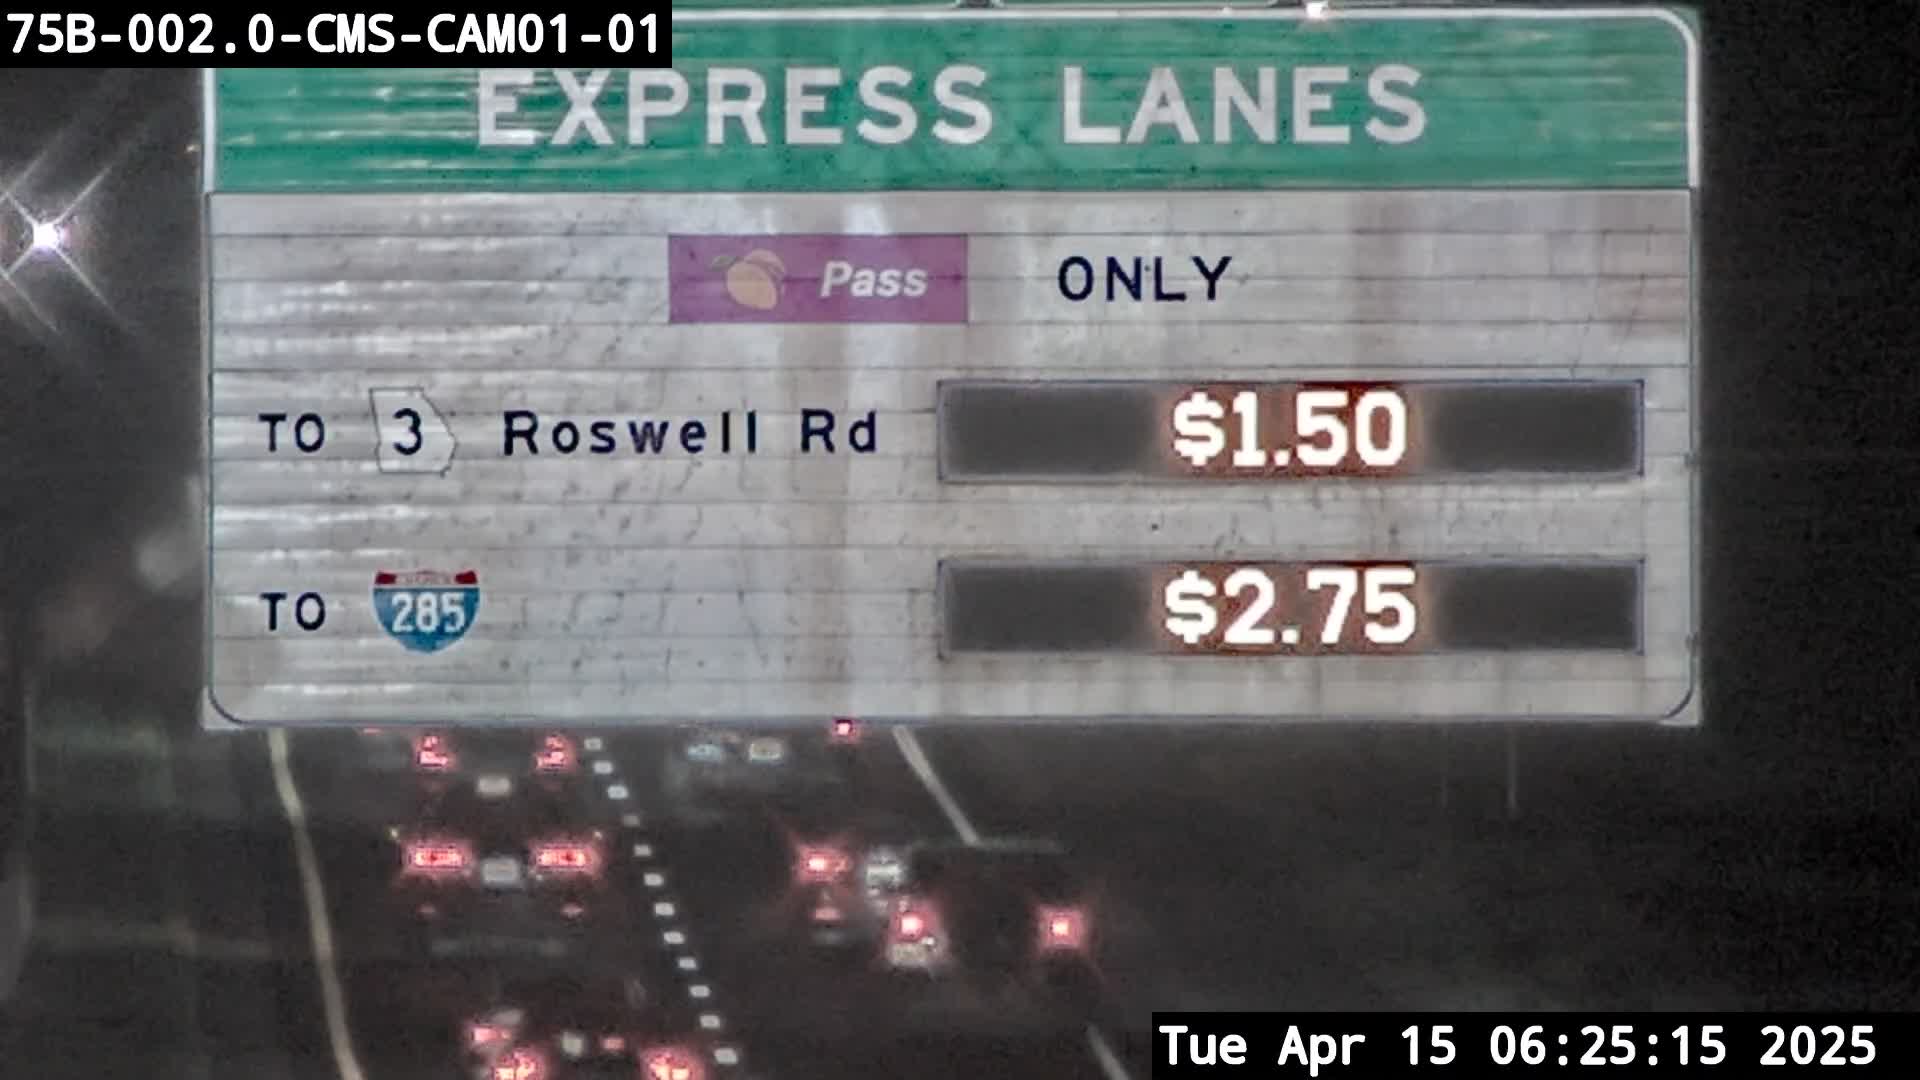 75B-002.0-CMS-CAM01-01
EXPRESS LANES
Pass ONLY
TO 3 Roswell Rd $1.50
TO 285 $2.75
Tue Apr 15 06:25:15 2025